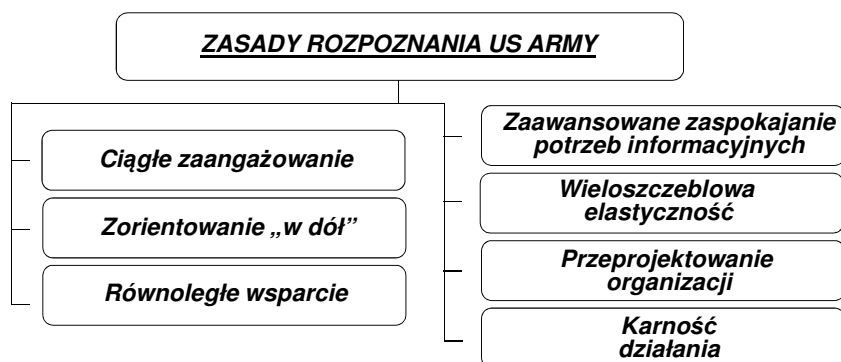 ZASADY ROZPOZNANIA US ARMY
Ciągłe zaangażowanie
Zorientowanie „w dół”
Równoległe wsparcie
Zaawansowane zaspokajanie
potrzeb informacyjnych
Wieloszczeblowa
elastyczność
Przeprojektowanie
organizacji
Karność
działania